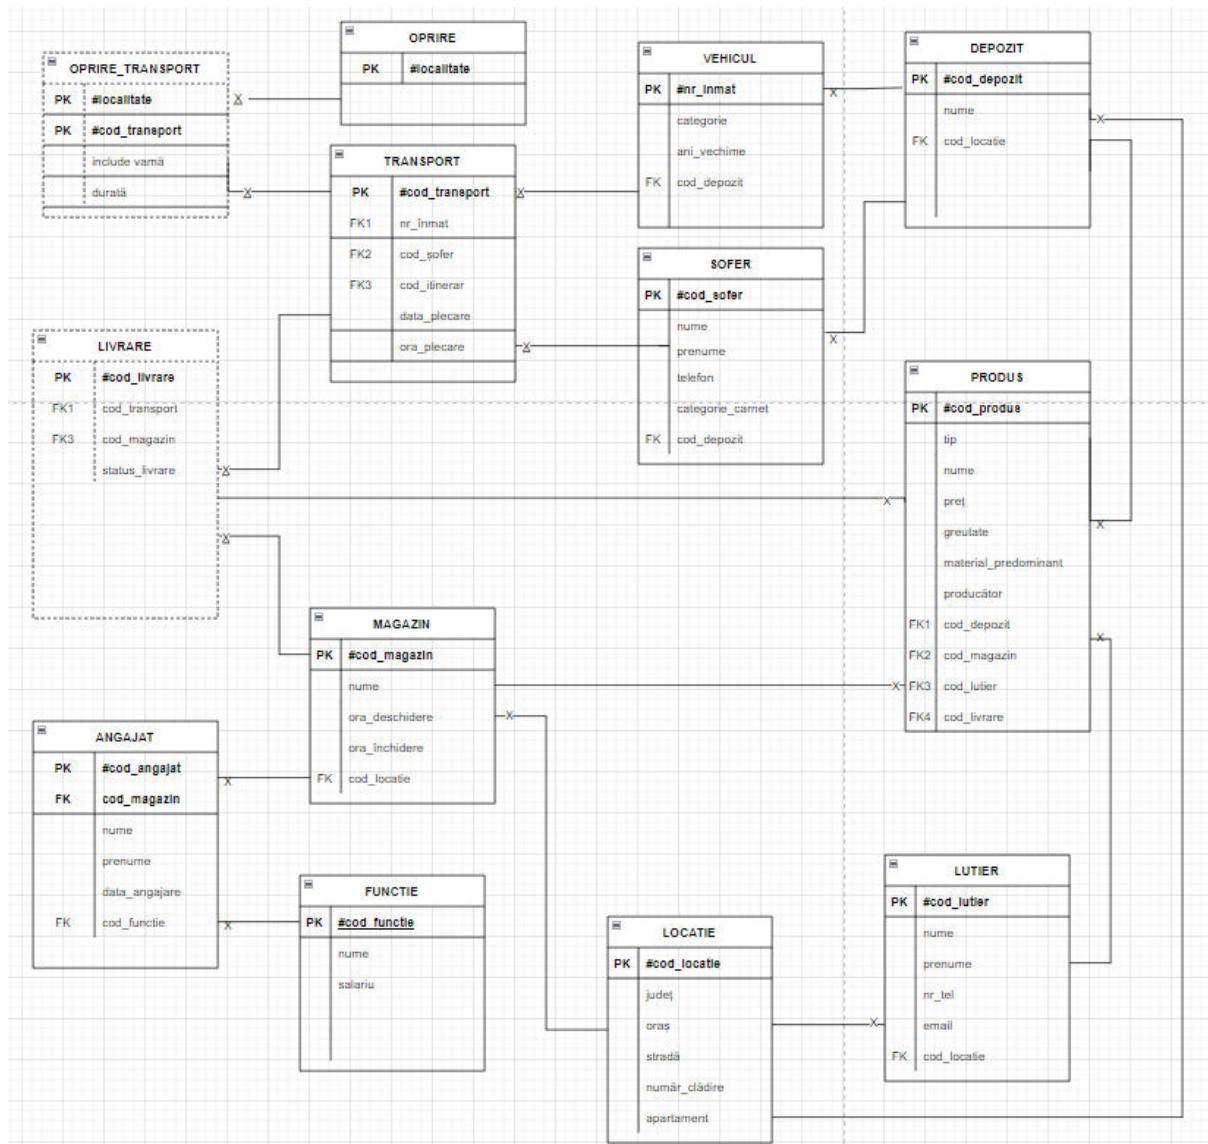 OPRIRE_TRANSPORT
PK #localitate
PK #cod_transport
include vamă
durată
OPRIRE
PK #localitate
TRANSPORT
PK #cod_transport
FK1 nr_înmat
FK2 cod_șofer
FK3 cod_itinerar
data_plecare
ora_plecare
VEHICUL
PK #nr_inmat
categorie
ani_vechime
FK cod_depozit
DEPOZIT
PK #cod_depozit
nume
FK cod_locatie
SOFER
PK #cod_sofer
nume
prenume
telefon
categorie_carnet
FK cod_depozit
LIVRARE
PK #cod_livrare
FK1 cod_transport
FK3 cod_magazin
status_livrare
PRODUS
PK #cod_produs
tip
nume
preț
greutate
material_predominant
producător
FK1 cod_depozit
FK2 cod_magazin
FK3 cod_lutier
FK4 cod_livrare
MAGAZIN
PK #cod_magazin
nume
ora_deschidere
ora_închidere
FK cod_locatie
ANGAJAT
PK #cod_angajat
FK cod_magazin
nume
prenume
data_angajare
FK cod_functie
FUNCTIE
PK #cod_functie
nume
salariu
LOCATIE
PK #cod_locatie
județ
oraș
stradă
număr_clădire
apartament
LUTIER
PK #cod_lutier
nume
prenume
nr_tel
email
FK cod_locatie